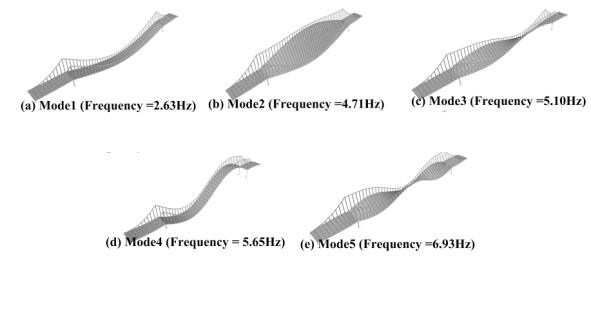 (a) Mode1 (Frequency =2.63Hz)
(b) Mode2 (Frequency =4.71Hz)
(c) Mode3 (Frequency =5.10Hz)
(d) Mode4 (Frequency = 5.65Hz)
(e) Mode5 (Frequency =6.93Hz)